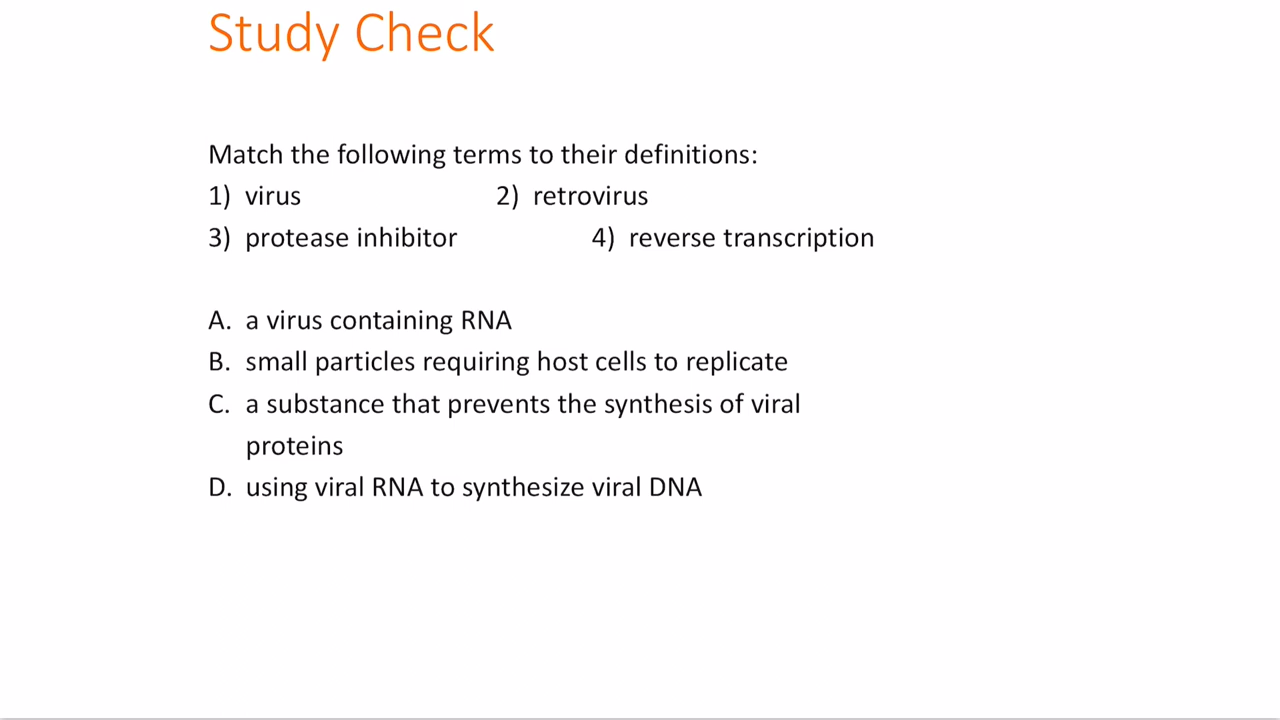 Study Check
Match the following terms to their definitions:
1) virus 2) retrovirus
3) protease inhibitor 4) reverse transcription
A. a virus containing RNA
B. small particles requiring host cells to replicate
C. a substance that prevents the synthesis of viral
proteins
D. using viral RNA to synthesize viral DNA